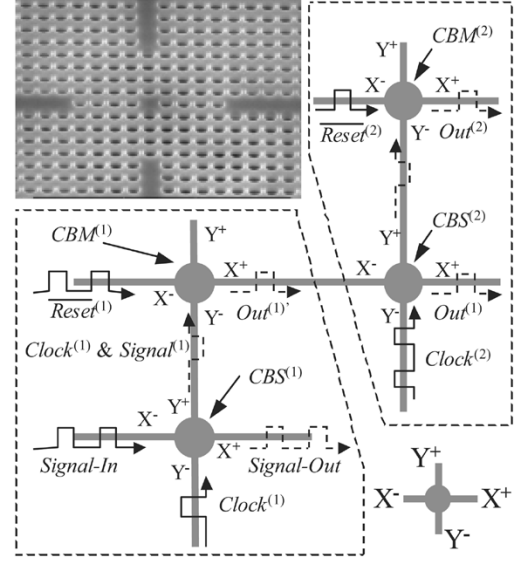 Y⁺
CBM⁽²⁾
X⁻
X⁺
Reset⁽²⁾
Y⁻
Out⁽²⁾
Y⁺
CBS⁽²⁾
X⁻
X⁺
Y⁻
Out⁽¹⁾
Clock⁽²⁾
CBM⁽¹⁾
Y⁺
X⁺
X⁻
Reset⁽¹⁾
Y⁻
Out⁽¹⁾’
Clock⁽¹⁾ & Signal⁽¹⁾
Y⁺
CBS⁽¹⁾
X⁻
X⁺
Signal-In
Y⁻
Signal-Out
Clock⁽¹⁾
Y⁺
X⁻
X⁺
Y⁻